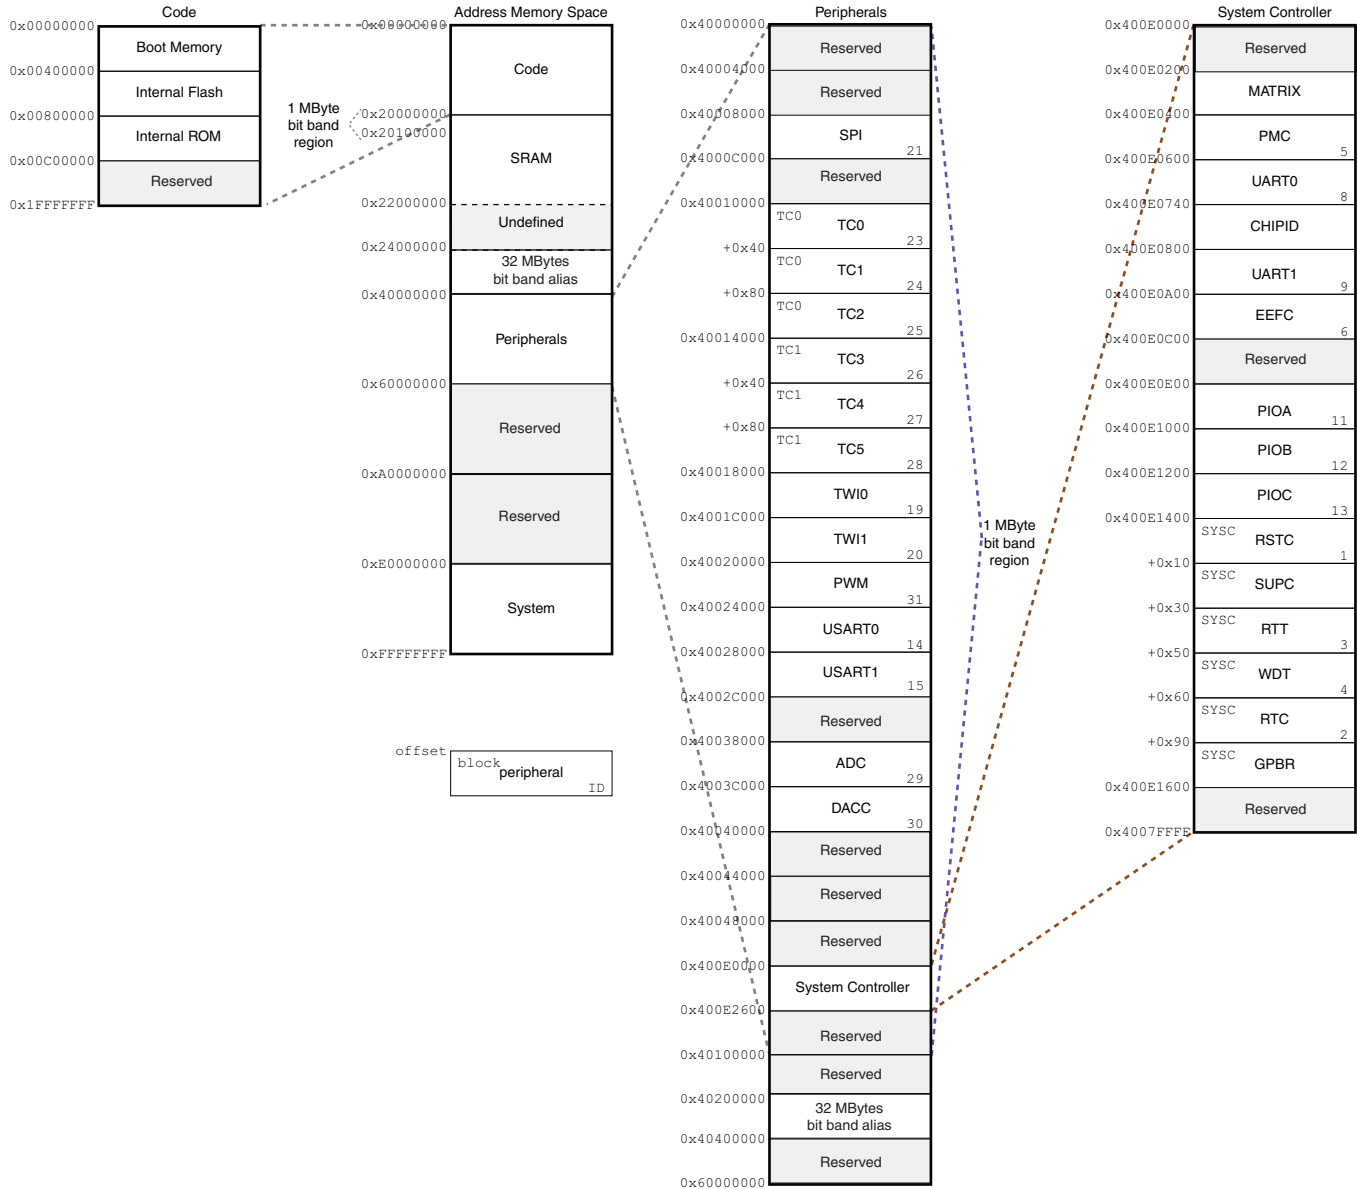 Code
0x00000000
Boot Memory
0x00400000
Internal Flash
0x00800000
Internal ROM
0x00C00000
Reserved
0x1FFFFFFF
1 MByte
bit band
region
Address Memory Space
0x00000000
Code
0x20000000
0x20100000
SRAM
0x22000000
Undefined
0x24000000
32 MBytes
bit band alias
0x40000000
Peripherals
0x60000000
Reserved
0xA0000000
Reserved
0xE0000000
System
0xFFFFFFFF
offset
block
peripheral
ID
Peripherals
0x40000000
Reserved
0x40004000
Reserved
0x40008000
SPI
21
0x4000C000
Reserved
0x40010000
TC0
TC0
23
+0x40
TC0
TC1
24
+0x80
TC0
TC2
25
0x40014000
TC1
TC3
26
+0x40
TC1
TC4
27
+0x80
TC1
TC5
28
0x40018000
TWI0
19
0x4001C000
TWI1
20
0x40020000
PWM
31
0x40024000
USART0
14
0x40028000
USART1
15
0x4002C000
Reserved
0x40038000
ADC
29
0x4003C000
DACC
30
0x40040000
Reserved
0x40044000
Reserved
0x40048000
Reserved
0x400E0000
System Controller
0x400E2600
Reserved
0x40100000
Reserved
0x40200000
32 MBytes
bit band alias
0x40400000
Reserved
0x60000000
1 MByte
bit band
region
System Controller
0x400E0000
Reserved
0x400E0200
MATRIX
0x400E0400
PMC
5
0x400E0600
UART0
8
0x400E0740
CHIPID
0x400E0800
UART1
9
0x400E0A00
EEFC
6
0x400E0C00
Reserved
0x400E0E00
PIOA
11
0x400E1000
PIOB
12
0x400E1200
PIOC
13
0x400E1400
SYSC
RSTC
1
+0x10
SYSC
SUPC
+0x30
SYSC
RTT
3
+0x50
SYSC
WDT
4
+0x60
SYSC
RTC
2
+0x90
SYSC
GPBR
0x400E1600
Reserved
0x4007FFFF